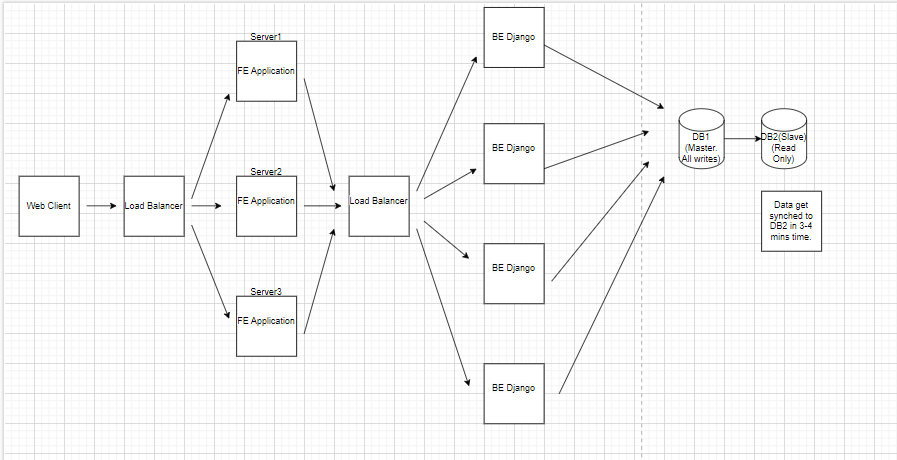 Web Client
Load Balancer
Server1
FE Application
Server2
FE Application
Server3
FE Application
Load Balancer
BE Django
BE Django
BE Django
BE Django
DB1
(Master.
All writes)
DB2(Slave)
(Read
Only)
Data get
synched to
DB2 in 3-4
mins time.